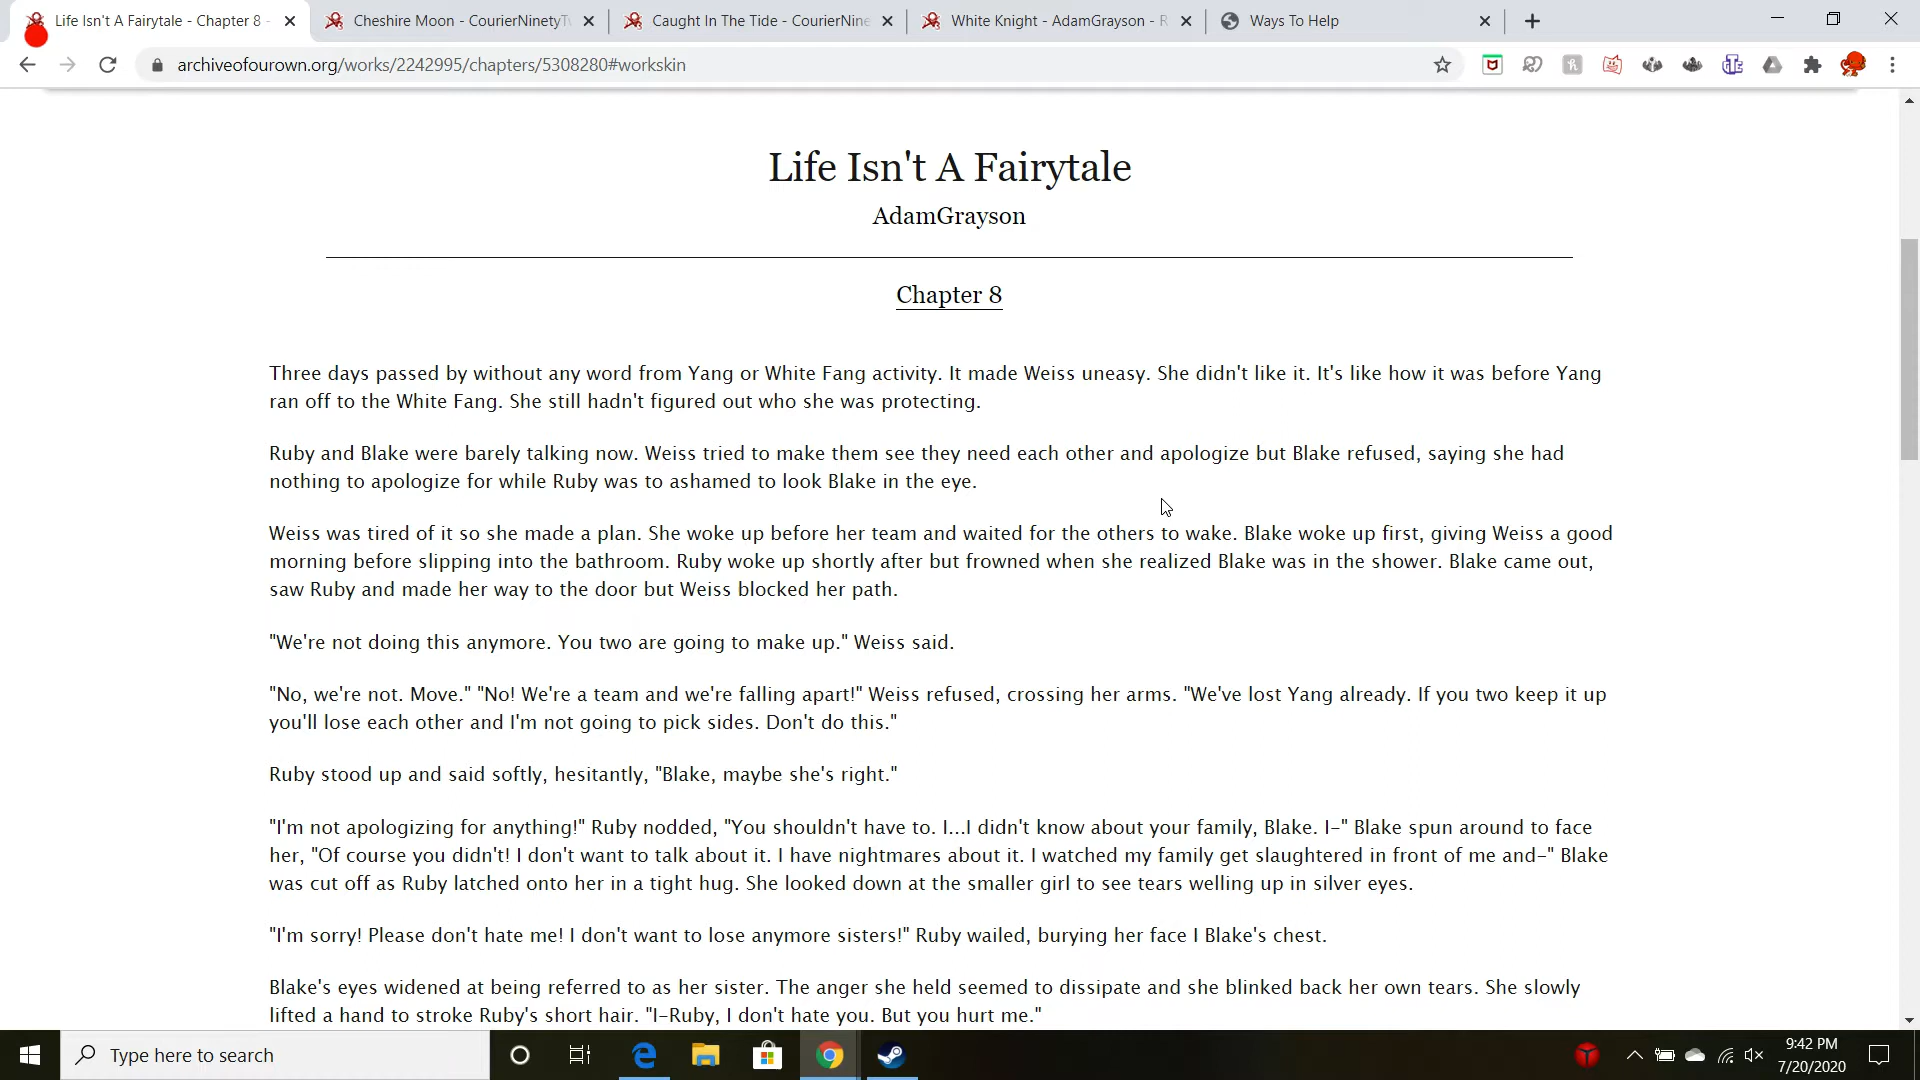 Life Isn't A Fairytale - Chapter 8 -
Cheshire Moon - CourierNinetyTw
Caught In The Tide - CourierNine
White Knight - AdamGrayson - R
Ways To Help
archiveofourown.org/works/2242995/chapters/5308280#workskin
Life Isn't A Fairytale
AdamGrayson
Chapter 8
Three days passed by without any word from Yang or White Fang activity. It made Weiss uneasy. She didn't like it. It's like how it was before Yang
ran off to the White Fang. She still hadn't figured out who she was protecting.
Ruby and Blake were barely talking now. Weiss tried to make them see they need each other and apologize but Blake refused, saying she had
nothing to apologize for while Ruby was to ashamed to look Blake in the eye.
Weiss was tired of it so she made a plan. She woke up before her team and waited for the others to wake. Blake woke up first, giving Weiss a good
morning before slipping into the bathroom. Ruby woke up shortly after but frowned when she realized Blake was in the shower. Blake came out,
saw Ruby and made her way to the door but Weiss blocked her path.
"We're not doing this anymore. You two are going to make up." Weiss said.
"No, we're not. Move." "No! We're a team and we're falling apart!" Weiss refused, crossing her arms. "We've lost Yang already. If you two keep it up
you'll lose each other and I'm not going to pick sides. Don't do this."
Ruby stood up and said softly, hesitantly, "Blake, maybe she's right."
"I'm not apologizing for anything!" Ruby nodded, "You shouldn't have to. I...I didn't know about your family, Blake. I-" Blake spun around to face
her, "Of course you didn't! I don't want to talk about it. I have nightmares about it. I watched my family get slaughtered in front of me and-" Blake
was cut off as Ruby latched onto her in a tight hug. She looked down at the smaller girl to see tears welling up in silver eyes.
"I'm sorry! Please don't hate me! I don't want to lose anymore sisters!" Ruby wailed, burying her face I Blake's chest.
Blake's eyes widened at being referred to as her sister. The anger she held seemed to dissipate and she blinked back her own tears. She slowly
lifted a hand to stroke Ruby's short hair. "I-Ruby, I don't hate you. But you hurt me."
Type here to search
9:42 PM
7/20/2020